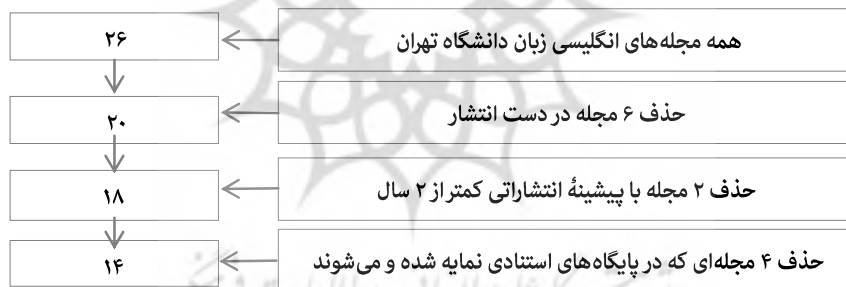 همه مجله‌های انگلیسی زبان دانشگاه تهران
۲۶
حذف ۶ مجله در دست انتشار
۲۰
حذف ۲ مجله با پیشینهٔ انتشاراتی کمتر از ۲ سال
۱۸
حذف ۴ مجله‌ای که در پایگاه‌های استنادی نمایه شده و می‌شوند
۱۴